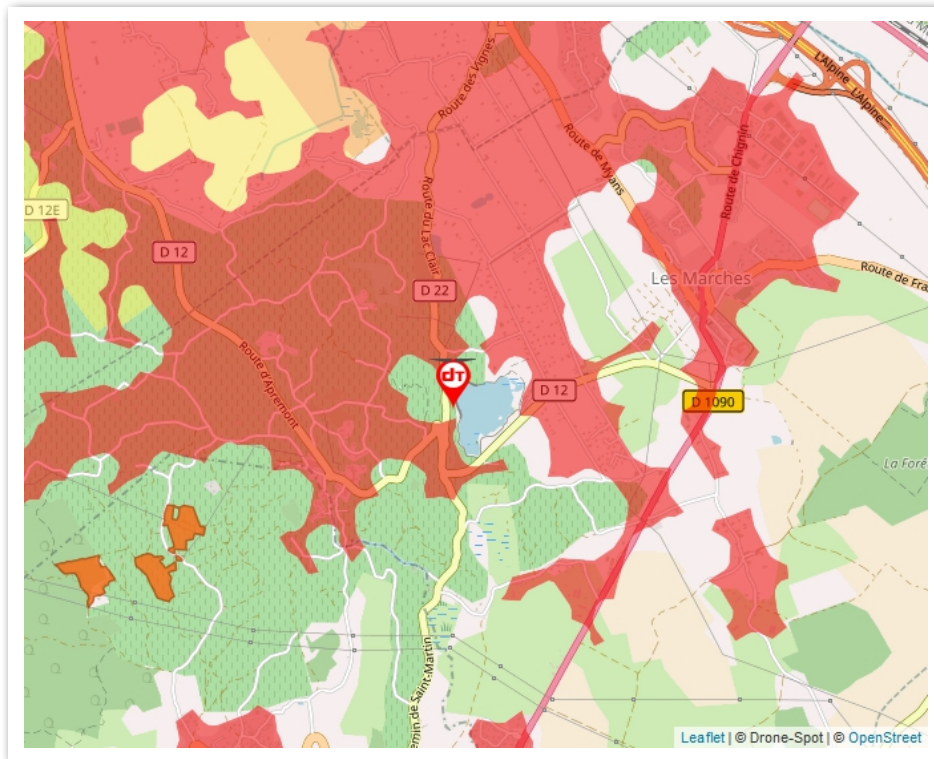 L'Alpine
L'Alpine
Route des Vignes
Route de Myans
Route de Chignin
D 12E
D 12
Route du Lac Clair
D 22
Les Marches
Route de Fra
Route d'Apremont
dT
D 12
D 1090
La Forê
emin de Saint-Martin
Leaflet | © Drone-Spot | © OpenStreet